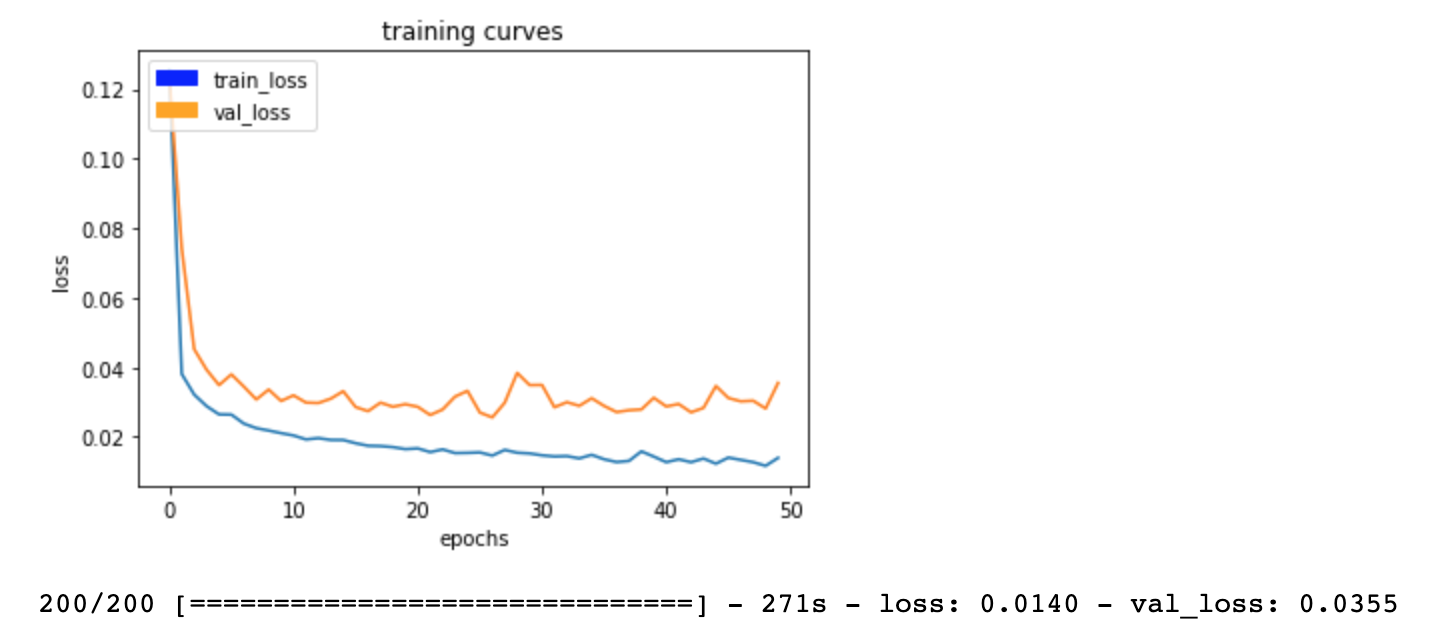 training curves
train_loss
val_loss
0.12
0.10
0.08
0.06
0.04
0.02
loss
0 10 20 30 40 50
epochs
200/200 [==============================] - 271s - loss: 0.0140 - val_loss: 0.0355